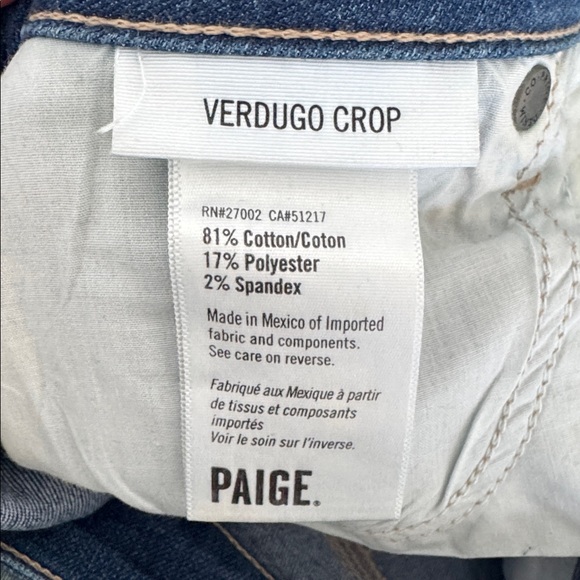 VERDUGO CROP
RN#27002 CA#51217
81% Cotton/Coton
17% Polyester
2% Spandex
Made in Mexico of Imported
fabric and components.
See care on reverse.
Fabriqué aux Mexique à partir
de tissus et composants
importés
Voir le soin sur l'inverse.
PAIGE.